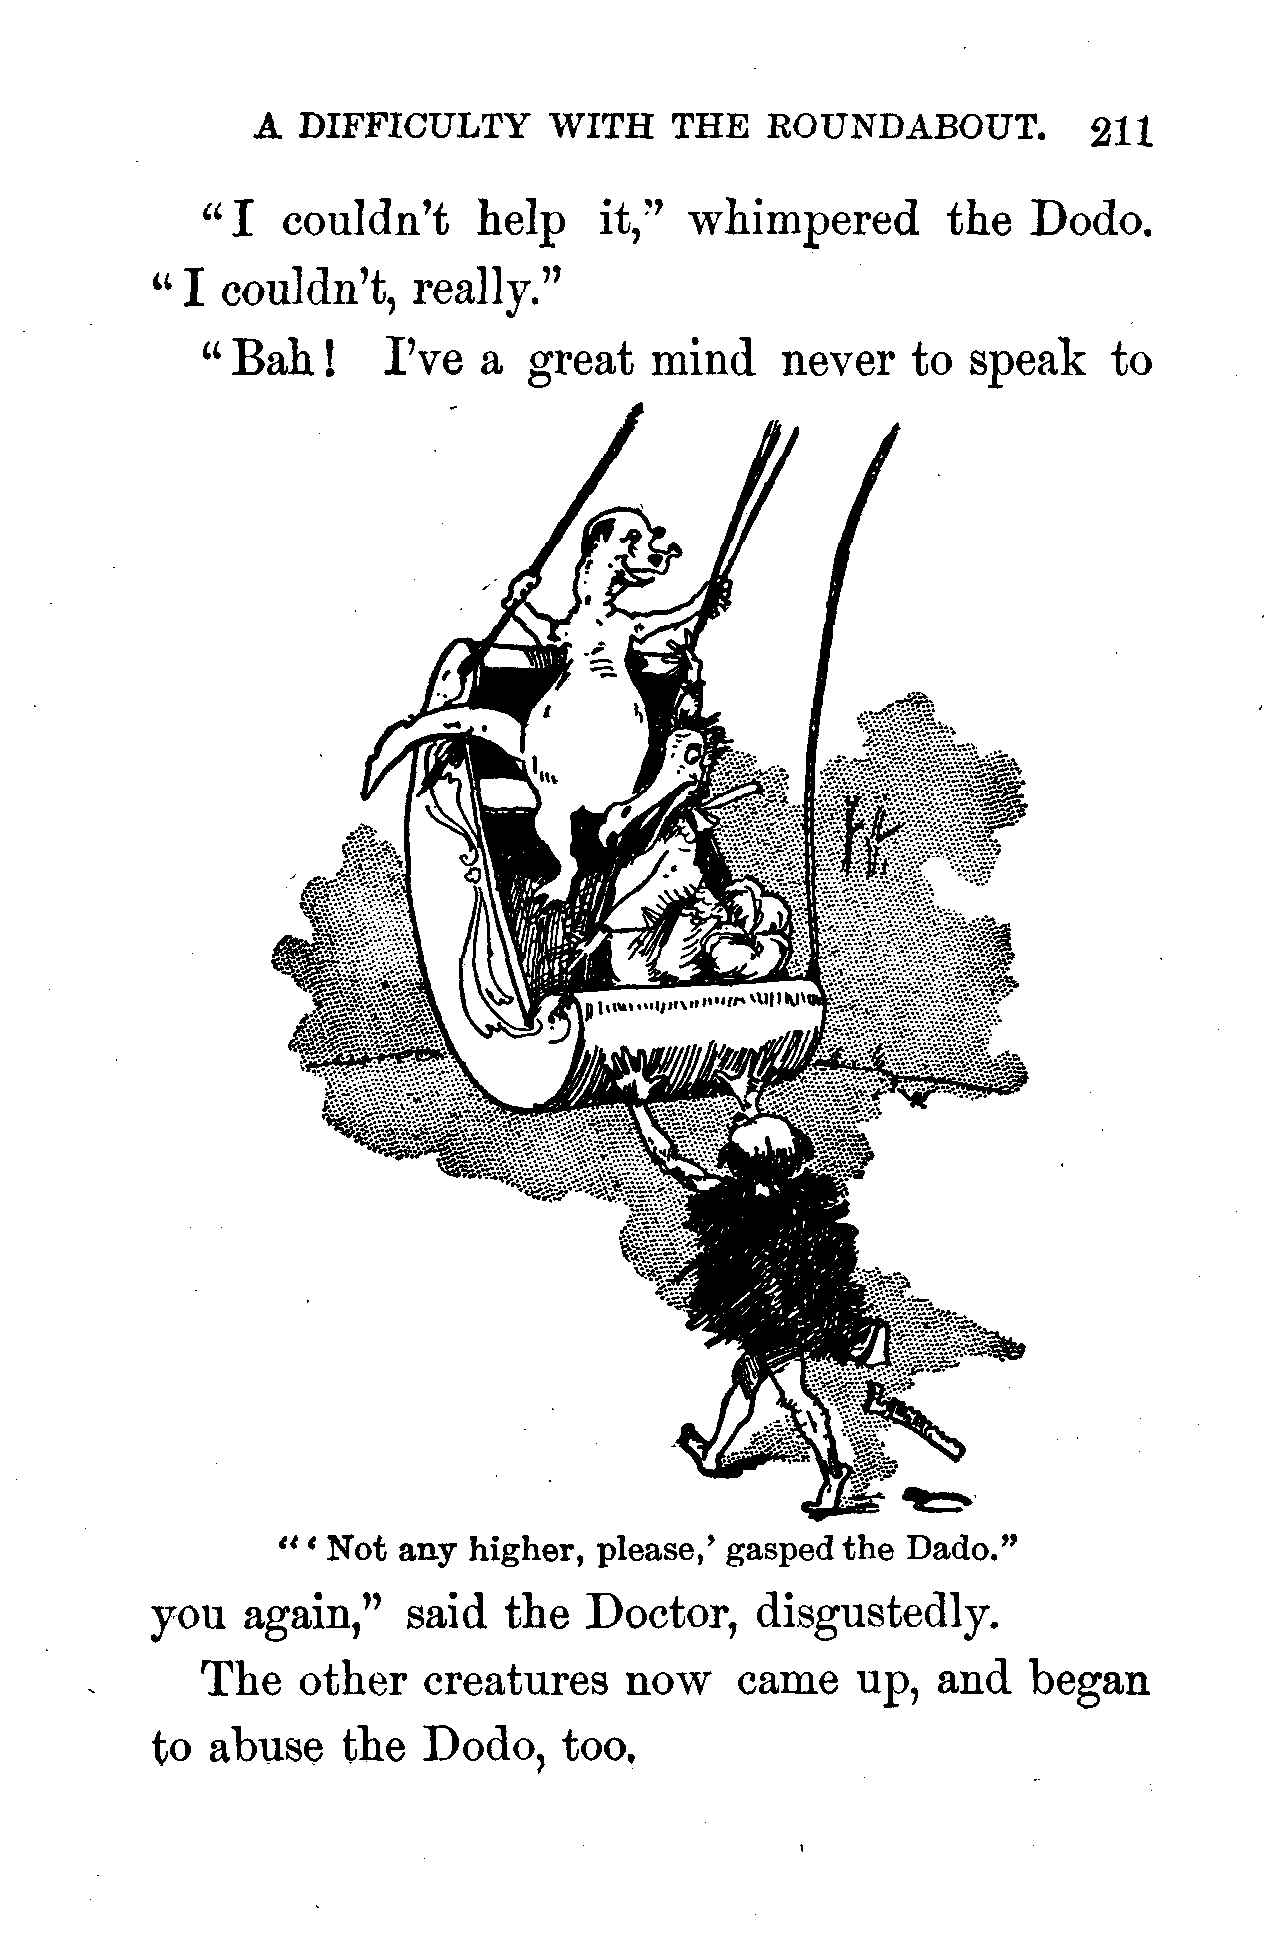 A DIFFICULTY WITH THE ROUNDABOUT. 211
“I couldn’t help it,” whimpered the Dodo.
“I couldn’t, really.”
“Bah! I’ve a great mind never to speak to
“‘Not any higher, please,’ gasped the Dado.”
you again,” said the Doctor, disgustedly.
The other creatures now came up, and began
to abuse the Dodo, too.